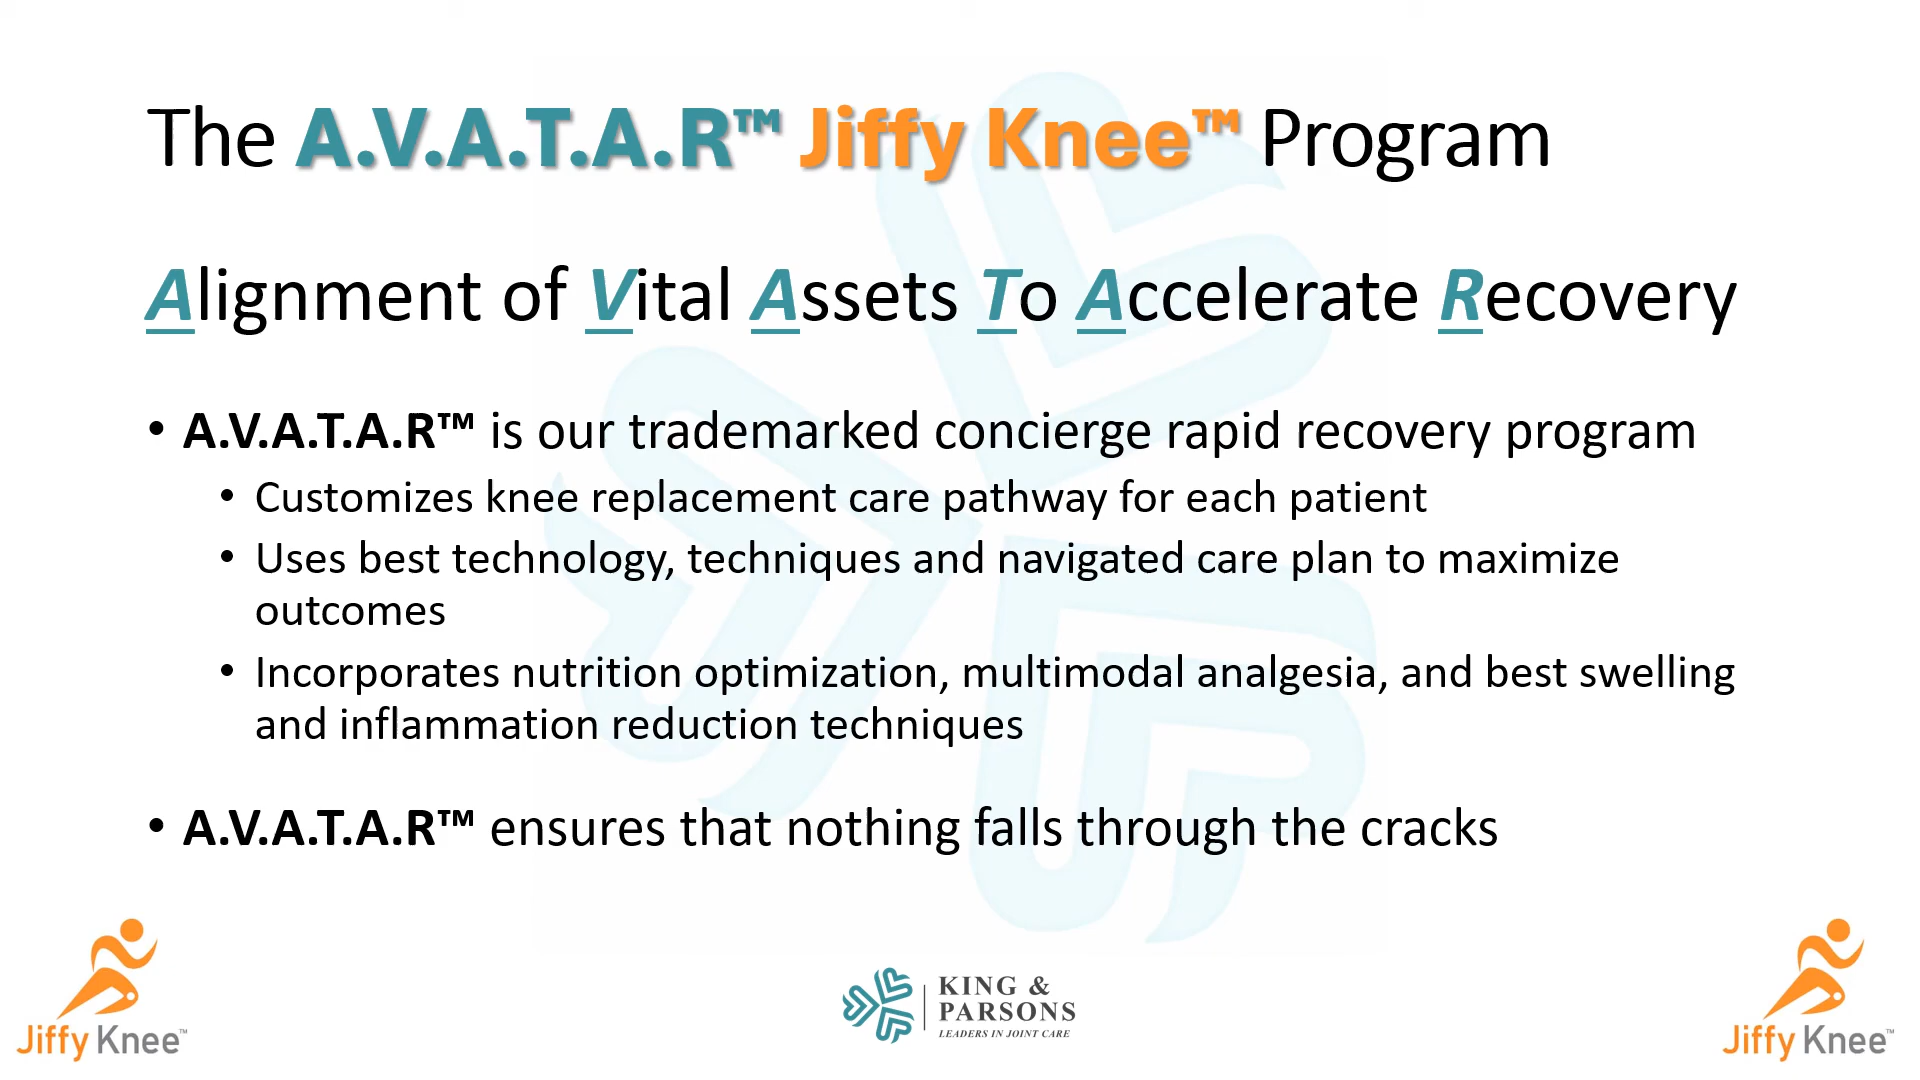 The A.V.A.T.A.R™ Jiffy Knee™ Program
Alignment of Vital Assets To Accelerate Recovery
• A.V.A.T.A.R™ is our trademarked concierge rapid recovery program
• Customizes knee replacement care pathway for each patient
• Uses best technology, techniques and navigated care plan to maximize
outcomes
• Incorporates nutrition optimization, multimodal analgesia, and best swelling
and inflammation reduction techniques
• A.V.A.T.A.R™ ensures that nothing falls through the cracks
Jiffy Knee™
KING &
PARSONS
LEADERS IN JOINT CARE
Jiffy Knee™